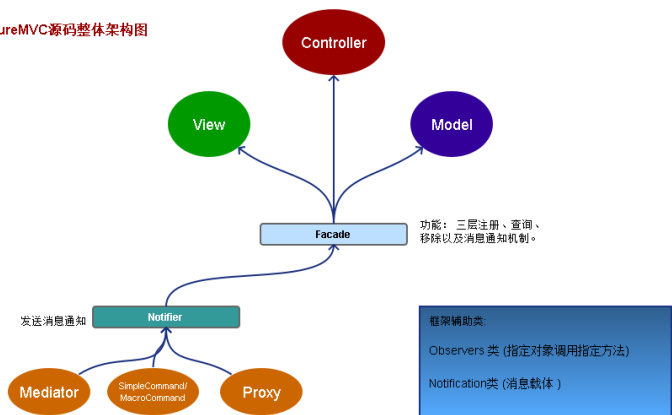 ureMVC源码整体架构图
Controller
View
Model
Facade
功能： 三层注册、查询、
移除以及消息通知机制。
发送消息通知
Notifier
框架辅助类:
Observers 类 (指定对象调用指定方法)
Notification类 (消息载体 )
Mediator
SimpleCommand/
MacroCommand
Proxy